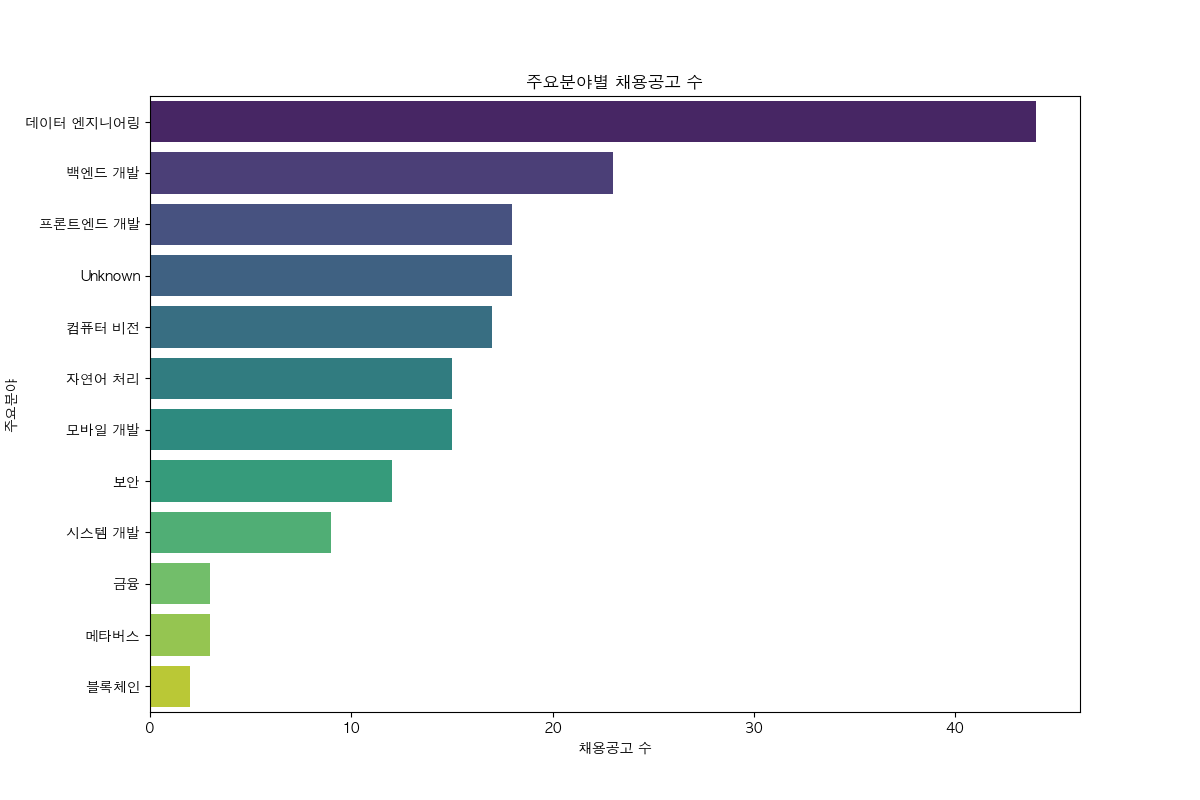 주요분야별 채용공고 수
데이터 엔지니어링
백엔드 개발
프론트엔드 개발
Unknown
컴퓨터 비전
자연어 처리
모바일 개발
보안
시스템 개발
금융
메타버스
블록체인
주요분야
0 10 20 30 40
채용공고 수